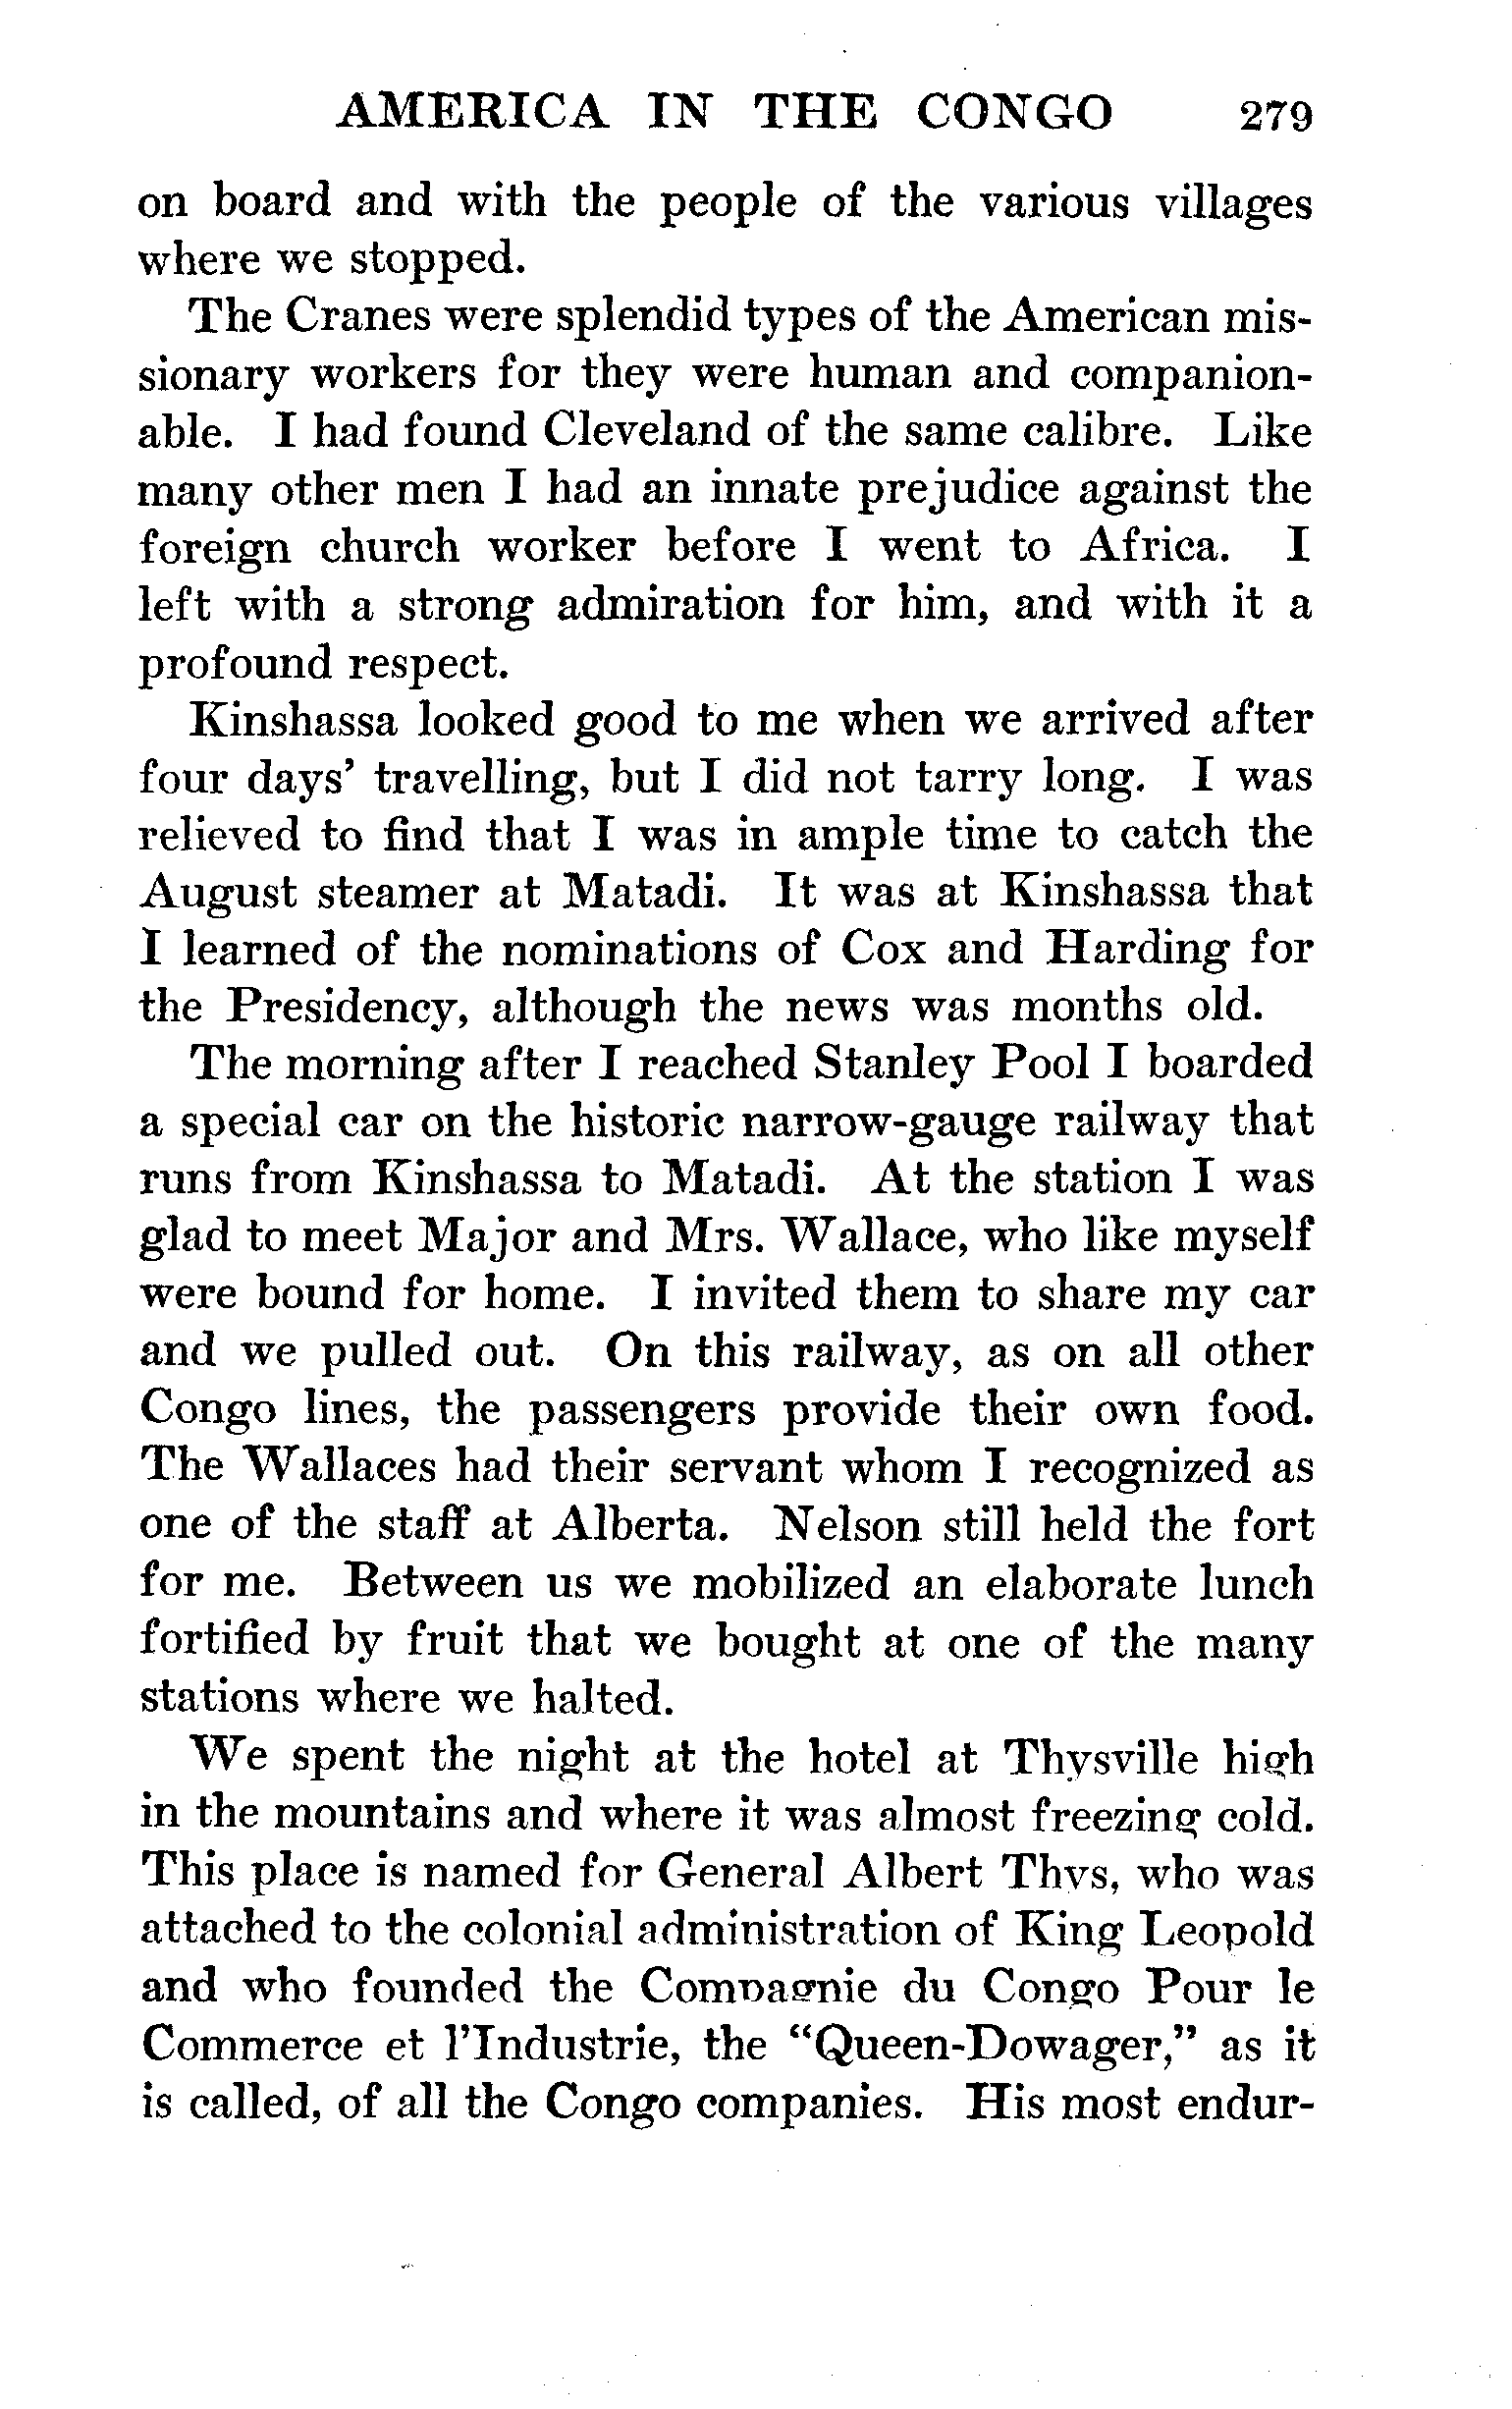 AMERICA IN THE CONGO 279
on board and with the people of the various villages
where we stopped.
The Cranes were splendid types of the American mis-
sionary workers for they were human and companion-
able. I had found Cleveland of the same calibre. Like
many other men I had an innate prejudice against the
foreign church worker before I went to Africa. I
left with a strong admiration for him, and with it a
profound respect.
Kinshassa looked good to me when we arrived after
four days' travelling, but I did not tarry long. I was
relieved to find that I was in ample time to catch the
August steamer at Matadi. It was at Kinshassa that
I learned of the nominations of Cox and Harding for
the Presidency, although the news was months old.
The morning after I reached Stanley Pool I boarded
a special car on the historic narrow-gauge railway that
runs from Kinshassa to Matadi. At the station I was
glad to meet Major and Mrs. Wallace, who like myself
were bound for home. I invited them to share my car
and we pulled out. On this railway, as on all other
Congo lines, the passengers provide their own food.
The Wallaces had their servant whom I recognized as
one of the staff at Alberta. Nelson still held the fort
for me. Between us we mobilized an elaborate lunch
fortified by fruit that we bought at one of the many
stations where we halted.
We spent the night at the hotel at Thysville high
in the mountains and where it was almost freezing cold.
This place is named for General Albert Thys, who was
attached to the colonial administration of King Leopold
and who founded the Compagnie du Congo Pour le
Commerce et l'Industrie, the "Queen-Dowager," as it
is called, of all the Congo companies. His most endur-